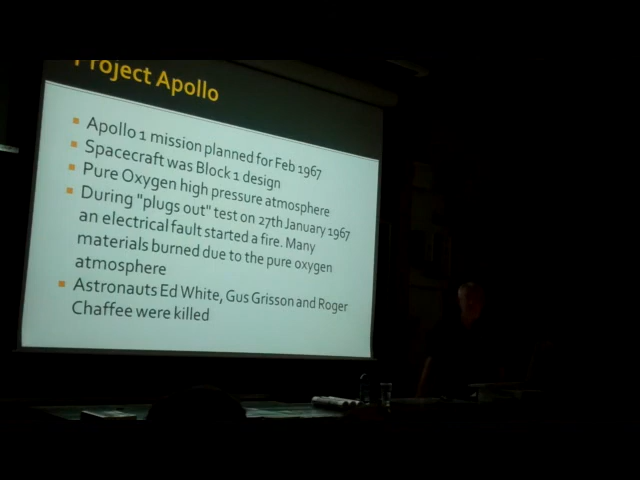 Project Apollo
▪ Apollo 1 mission planned for Feb 1967
▪ Spacecraft was Block 1 design
▪ Pure Oxygen high pressure atmosphere
▪ During "plugs out" test on 27th January 1967
an electrical fault started a fire. Many
materials burned due to the pure oxygen
atmosphere
▪ Astronauts Ed White, Gus Grisson and Roger
Chaffee were killed